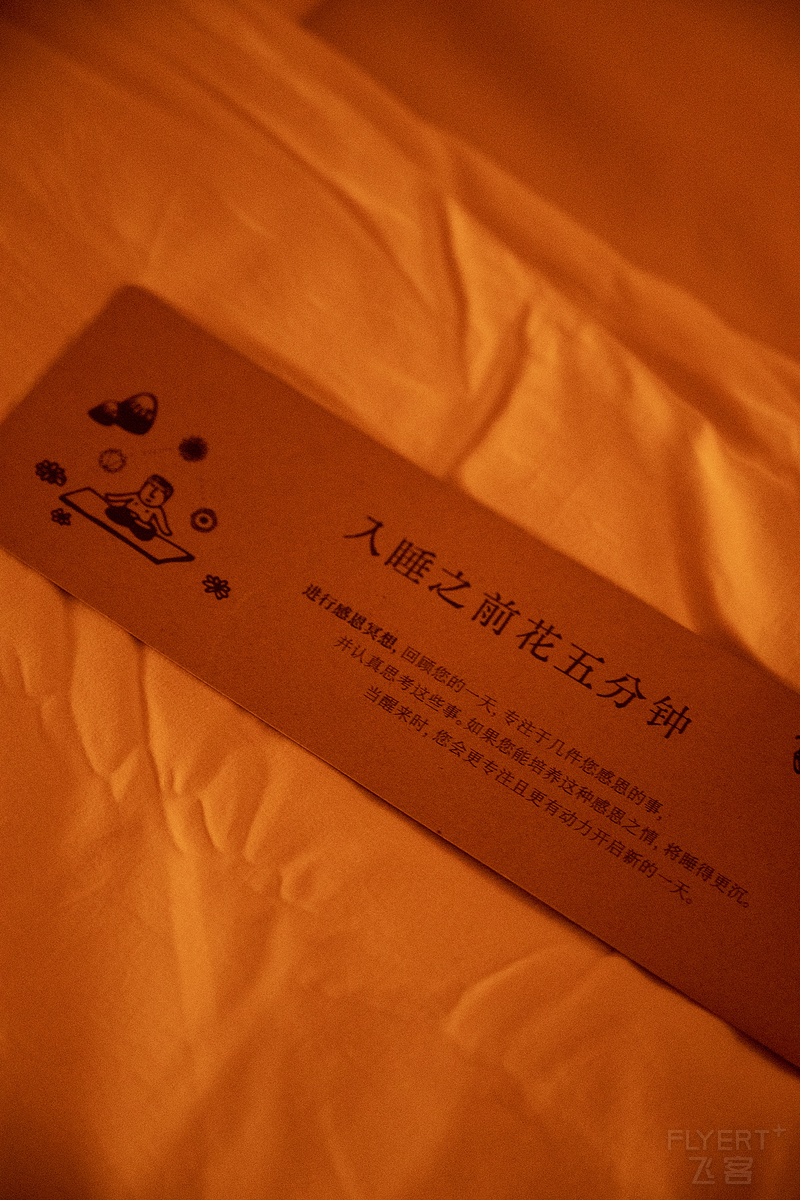 入睡之前花五分钟
进行感恩冥想，回顾您的一天，专注于几件您感恩的事，
并认真思考这些事。如果您能培养这种感恩之情，将睡得更沉。
当醒来时，您会更专注且更有动力开启新的一天。
FLYERT+
飞客